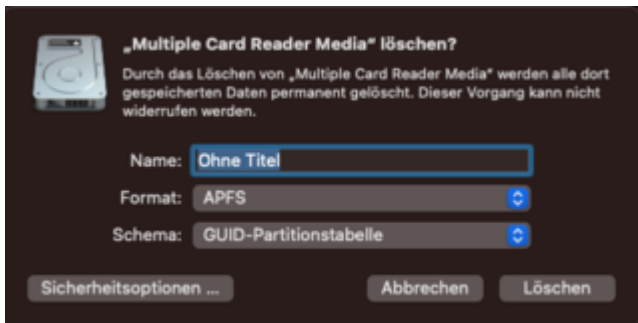 „Multiple Card Reader Media“ löschen?
Durch das Löschen von „Multiple Card Reader Media“ werden alle dort
gespeicherten Daten permanent gelöscht. Dieser Vorgang kann nicht
widerrufen werden.
Name: Ohne Titel
Format: APFS
Schema: GUID-Partitionstabelle
Sicherheitsoptionen ... Abbrechen Löschen